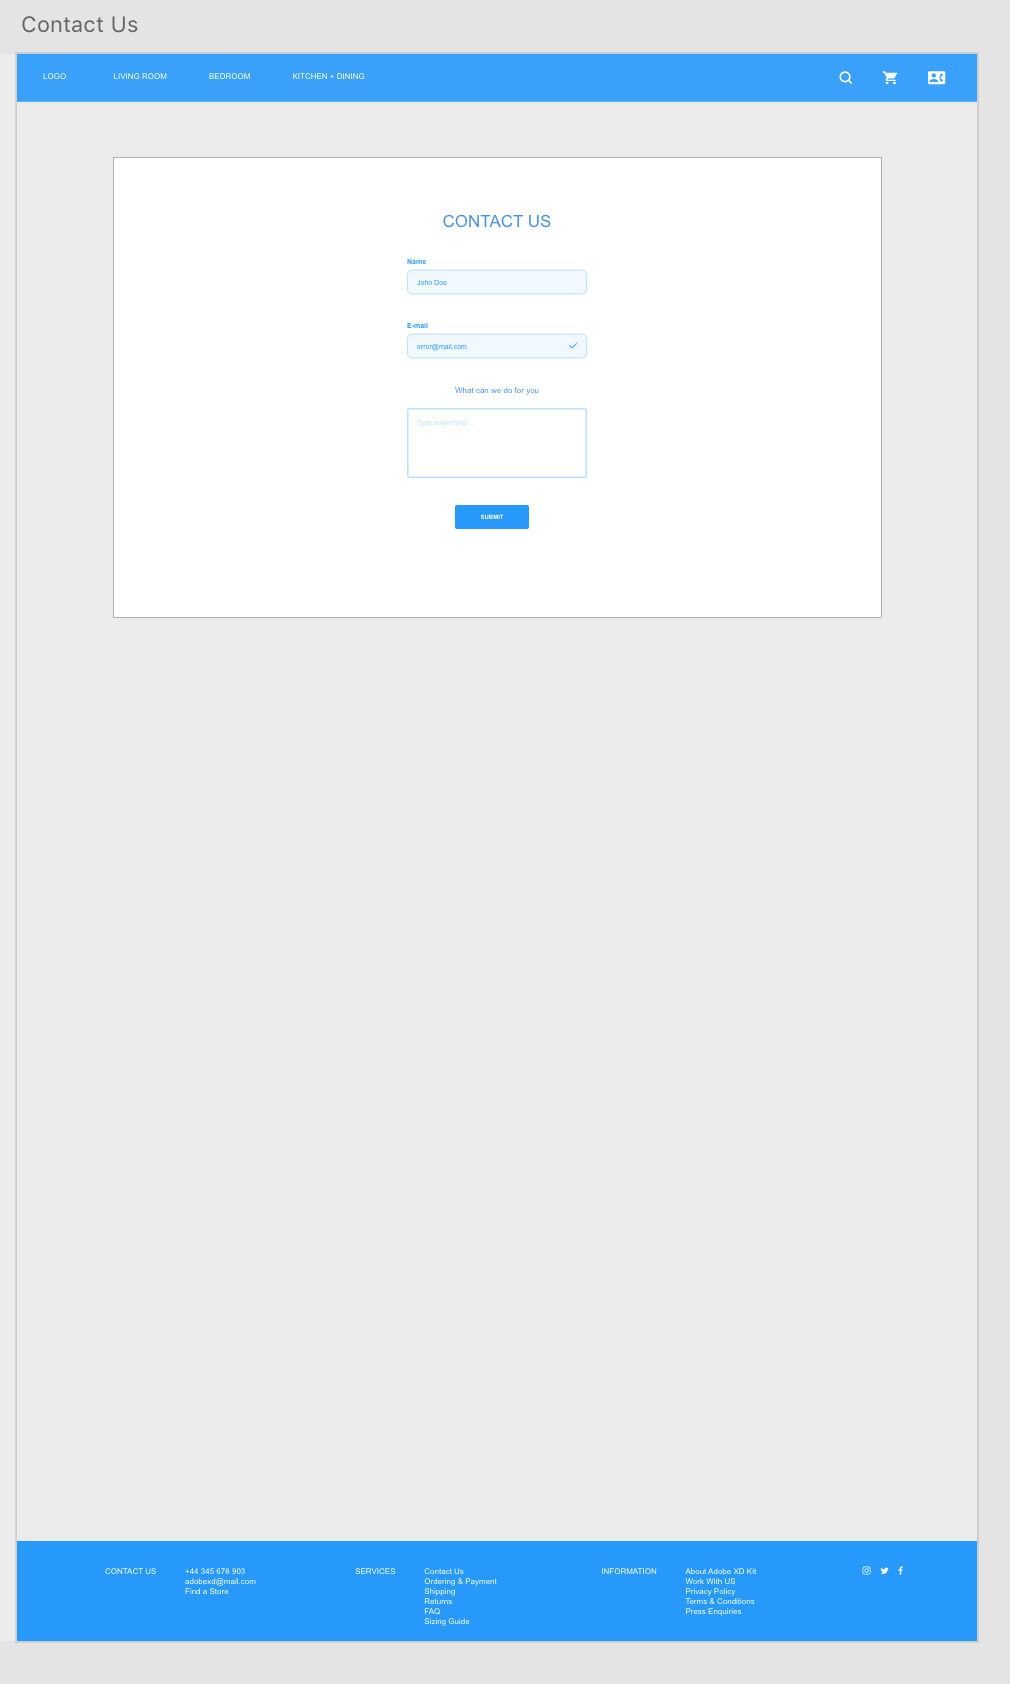 Contact Us
LOGO
LIVING ROOM
BEDROOM
KITCHEN + DINING
CONTACT US
Name
John Doe
E-mail
error@mail.com
What can we do for you
Type something...
SUBMIT
CONTACT US
+44 345 678 903
adobexd@mail.com
Find a Store
SERVICES
Contact Us
Ordering & Payment
Shipping
Returns
FAQ
Sizing Guide
INFORMATION
About Adobe XD Kit
Work With US
Privacy Policy
Terms & Conditions
Press Enquiries